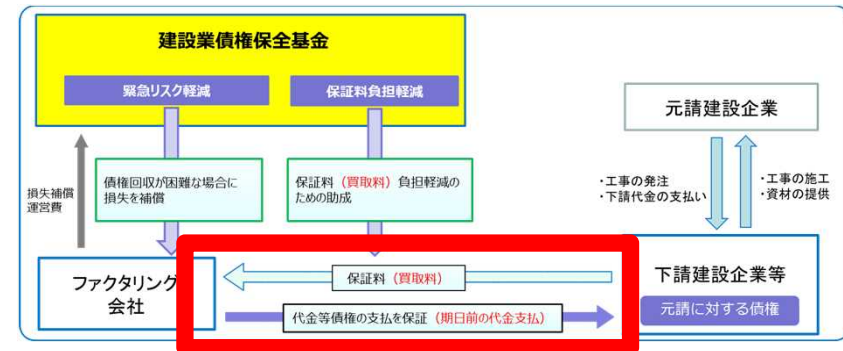 建設業債権保全基金
緊急リスク軽減
保証料負担軽減
元請建設企業
損失補償
運営費
債権回収が困難な場合に
損失を補償
保証料（買取料）負担軽減の
ための助成
・工事の発注
・下請代金の支払い
・工事の施工
・資材の提供
ファクタリング
会社
保証料（買取料）
代金等債権の支払を保証（期日前の代金支払）
下請建設企業等
元請に対する債権